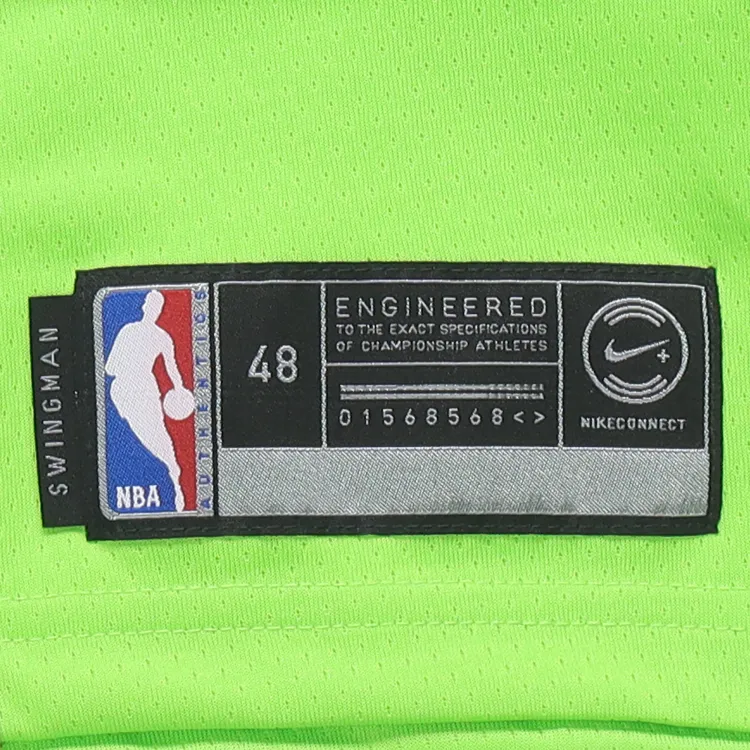 SWINGMAN
NBA
AUTHENTICS
48
ENGINEERED
TO THE EXACT SPECIFICATIONS
OF CHAMPIONSHIP ATHLETES
01568568<>
NIKECONNECT